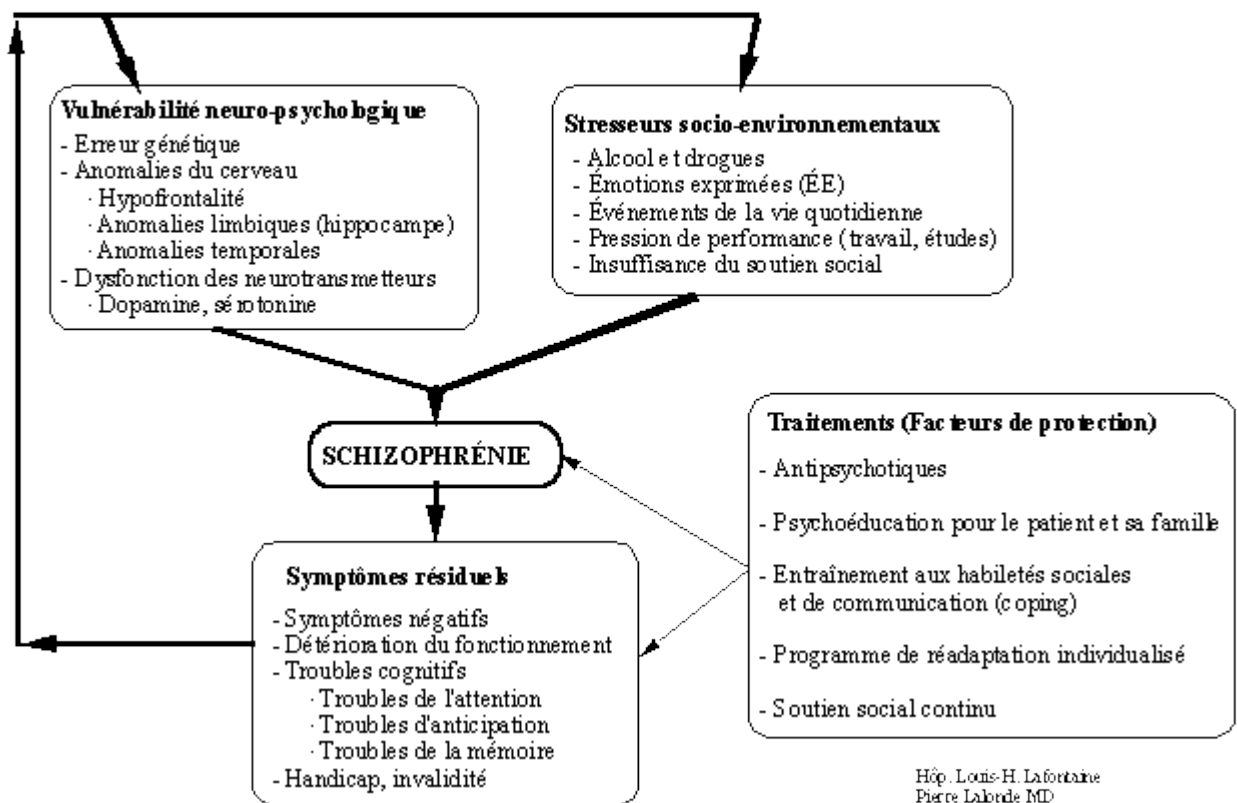 Vulnérabilité neuro-psychologique
- Erreur génétique
- Anomalies du cerveau
· Hypofrontalité
· Anomalies limbiques (hippocampe)
· Anomalies temporales
- Dysfonction des neurotransmetteurs
· Dopamine, sérotonine
Stresseurs socio-environnementaux
- Alcool et drogues
- Émotions exprimées (ÉE)
- Événements de la vie quotidienne
- Pression de performance (travail, études)
- Insuffisance du soutien social
SCHIZOPHRÉNIE
Traitements (Facteurs de protection)
- Antipsychotiques
- Psychoéducation pour le patient et sa famille
- Entraînement aux habiletés sociales
et de communication (coping)
- Programme de réadaptation individualisé
- Soutien social continu
Symptômes résiduels
- Symptômes négatifs
- Détérioration du fonctionnement
- Troubles cognitifs
· Troubles de l'attention
· Troubles d'anticipation
· Troubles de la mémoire
- Handicap, invalidité
Hôp. Louis-H. Lafontaine
Pierre Lalonde MD